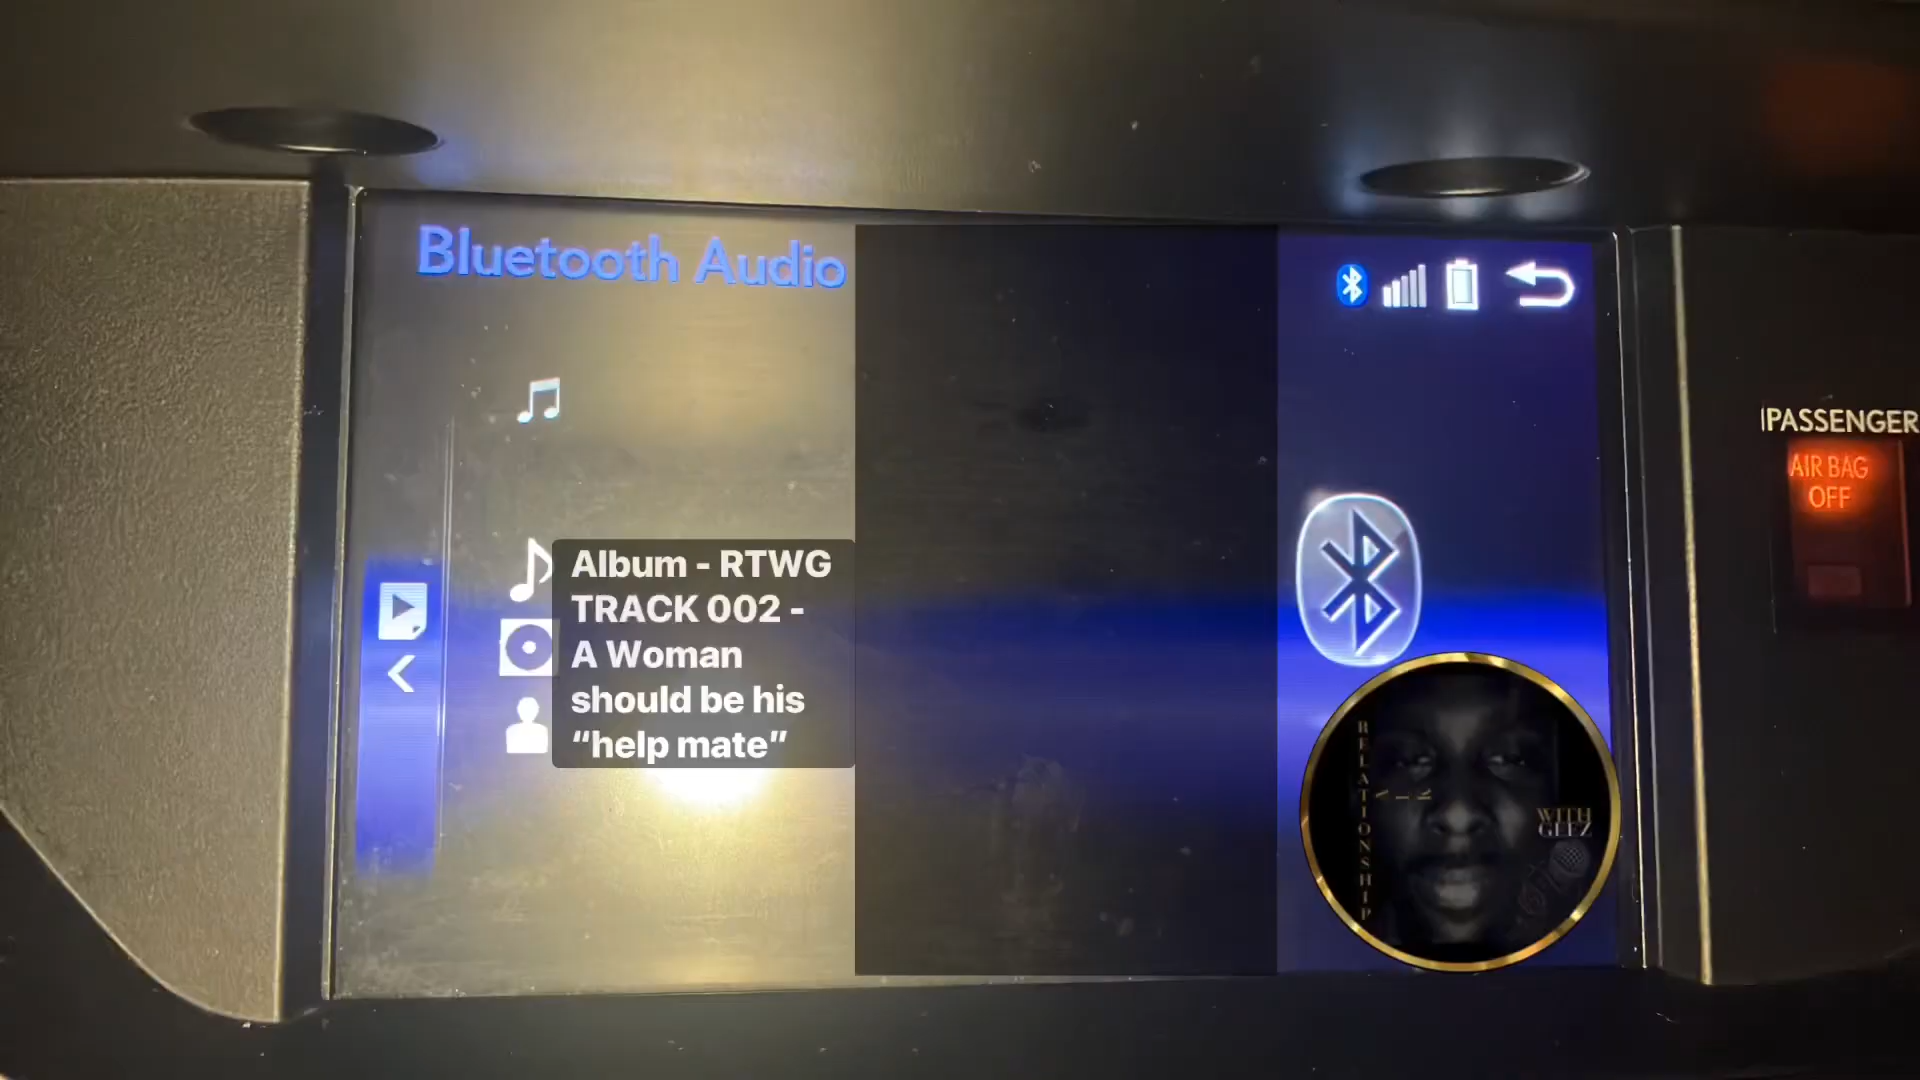 Bluetooth Audio
PASSENGER
AIR BAG
OFF
Album - RTWG
TRACK 002 -
A Woman
should be his
“help mate”
RELATIONSHIP
WITH
GEEZ